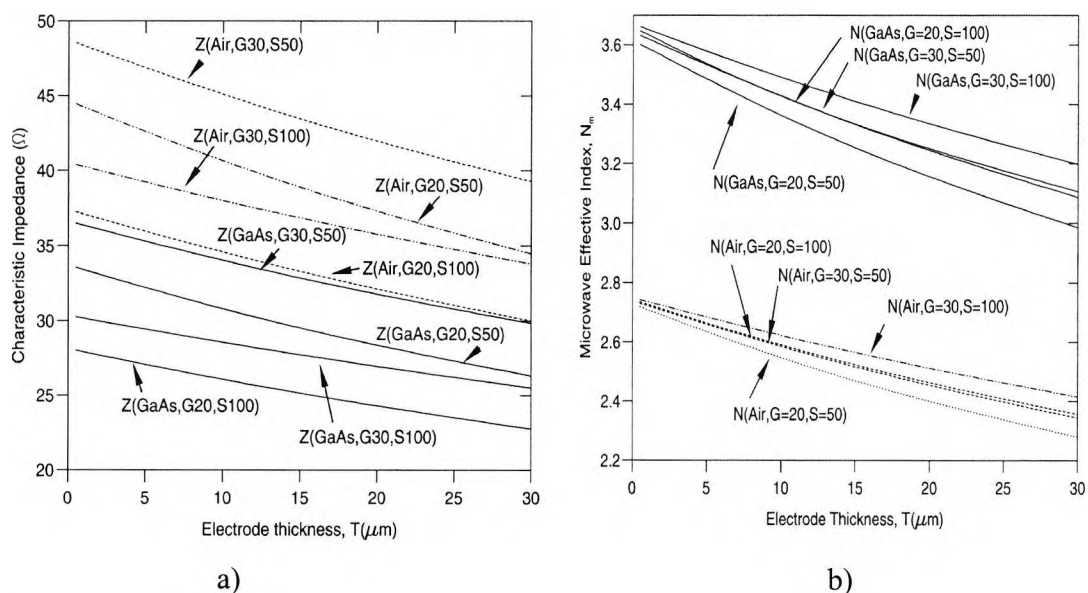 50
45
40
35
30
25
20
Characteristic Impedance (Ω)
Z(Air,G30,S50)
Z(Air,G30,S100)
Z(Air,G20,S50)
Z(GaAs,G30,S50)
Z(Air,G20,S100)
Z(GaAs,G20,S50)
Z(GaAs,G20,S100)
Z(GaAs,G30,S100)
0 5 10 15 20 25 30
Electrode thickness, T(μm)
a)
3.6
3.4
3.2
3.0
2.8
2.6
2.4
2.2
Microwave Effective Index, Nm
N(GaAs,G=20,S=100)
N(GaAs,G=30,S=50)
N(GaAs,G=30,S=100)
N(GaAs,G=20,S=50)
N(Air,G=20,S=100)
N(Air,G=30,S=50)
N(Air,G=30,S=100)
N(Air,G=20,S=50)
0 5 10 15 20 25 30
Electrode Thickness, T(μm)
b)